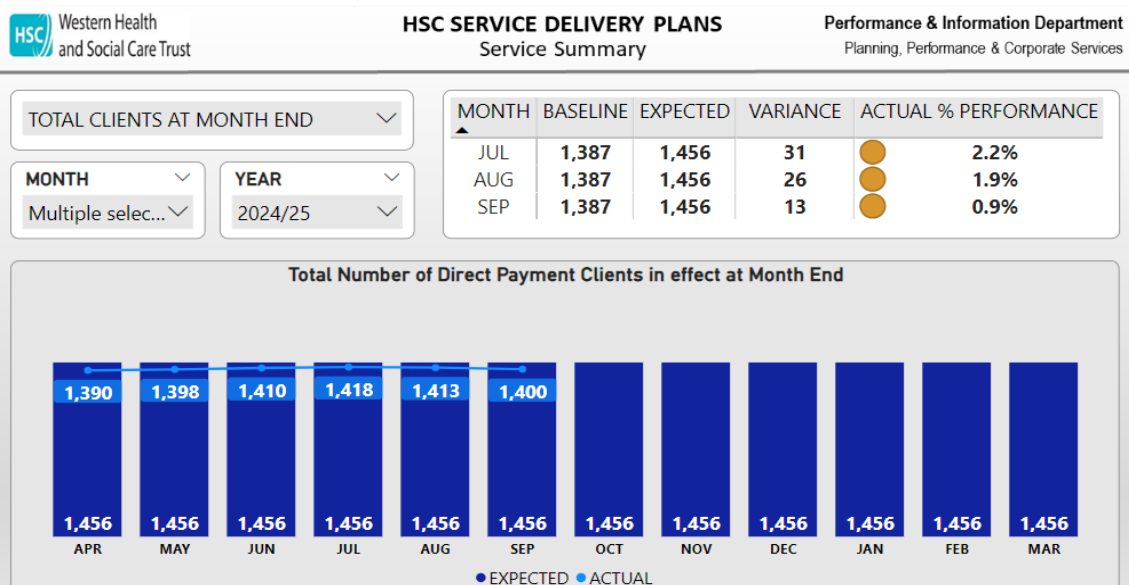 HSC Western Health
and Social Care Trust
HSC SERVICE DELIVERY PLANS
Service Summary
Performance & Information Department
Planning, Performance & Corporate Services
TOTAL CLIENTS AT MONTH END
MONTH
Multiple selec...
YEAR
2024/25
MONTH BASELINE EXPECTED VARIANCE ACTUAL % PERFORMANCE
JUL 1,387 1,456 31 2.2%
AUG 1,387 1,456 26 1.9%
SEP 1,387 1,456 13 0.9%
Total Number of Direct Payment Clients in effect at Month End
1,390 1,398 1,410 1,418 1,413 1,400
1,456 1,456 1,456 1,456 1,456 1,456 1,456 1,456 1,456 1,456 1,456 1,456
APR MAY JUN JUL AUG SEP OCT NOV DEC JAN FEB MAR
EXPECTED ACTUAL